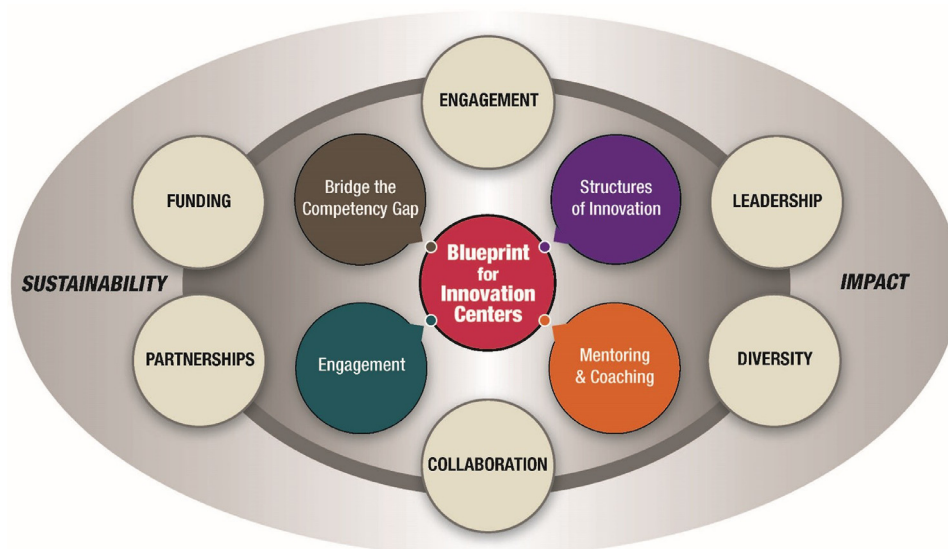 ENGAGEMENT
FUNDING
Bridge the
Competency Gap
Structures
of Innovation
LEADERSHIP
Blueprint
for
Innovation
Centers
SUSTAINABILITY
IMPACT
PARTNERSHIPS
Engagement
Mentoring
& Coaching
DIVERSITY
COLLABORATION